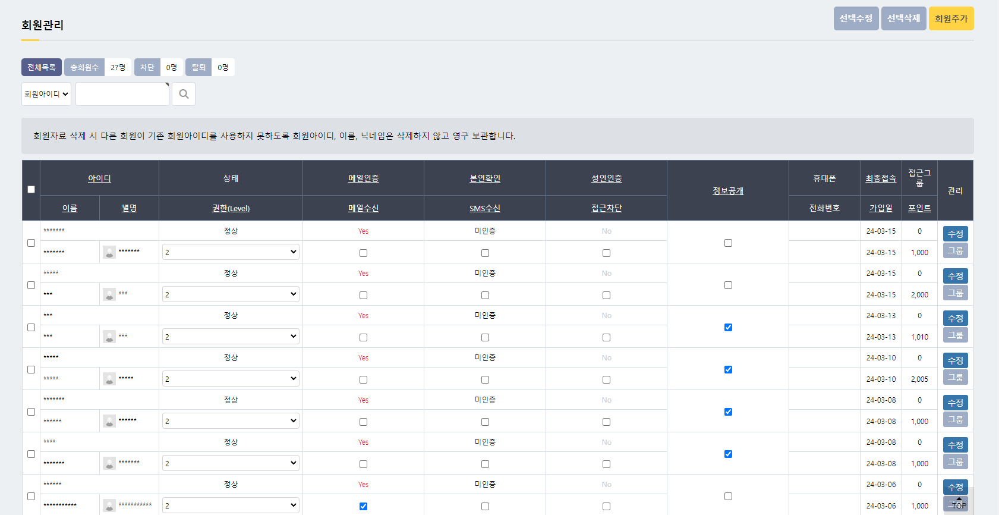 회원관리
선택수정 선택삭제 회원추가
전체목록 총회원수 27명 차단 0명 탈퇴 0명
회원아이디
회원자료 삭제 시 다른 회원이 기존 회원아이디를 사용하지 못하도록 회원아이디, 이름, 닉네임은 삭제하지 않고 영구 보관합니다.
아이디 상태 메일인증 본인확인 성인인증 정보공개 휴대폰 최종접속 접근그룹 관리
이름 별명 권한(Level) 메일수신 SMS수신 접근차단 전화번호 가입일 포인트
******* 정상 Yes 미인증 No 24-03-15 0 수정
******* ******* 2 24-03-15 1,000 그룹
***** 정상 Yes 미인증 No 24-03-15 0 수정
*** *** 2 24-03-15 2,000 그룹
*** 정상 Yes 미인증 No 24-03-13 0 수정
*** *** 2 24-03-13 1,010 그룹
***** 정상 Yes 미인증 No 24-03-10 0 수정
***** ***** 2 24-03-10 2,005 그룹
******* 정상 Yes 미인증 No 24-03-08 0 수정
****** ****** 2 24-03-08 1,000 그룹
**** 정상 Yes 미인증 No 24-03-08 0 수정
******* ******* 2 24-03-08 1,000 그룹
****** 정상 Yes 미인증 No 24-03-06 0 수정
*********** *********** 2 24-03-06 1,000
TOP